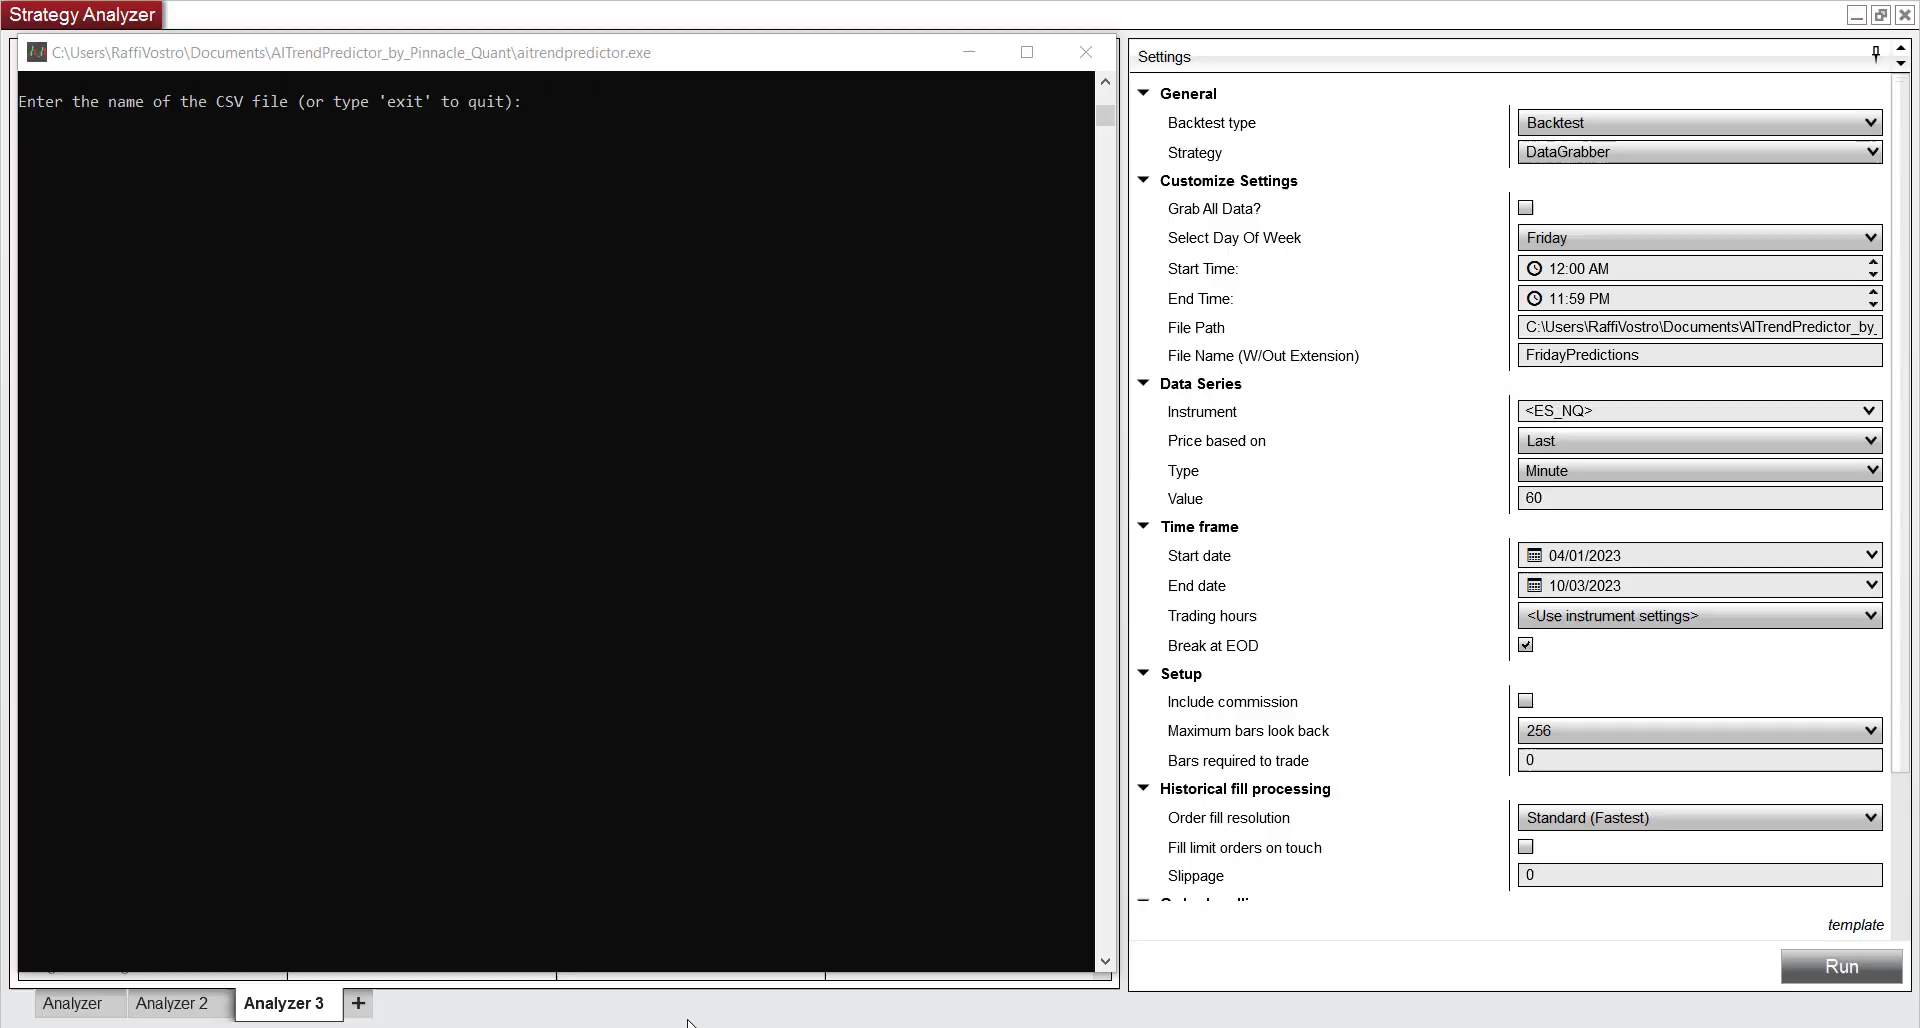 Strategy Analyzer
C:\Users\RaffiVostro\Documents\AITrendPredictor_by_Pinnacle_Quant\aitrendpredictor.exe
Enter the name of the CSV file (or type 'exit' to quit):
Settings
General
Backtest type Backtest
Strategy DataGrabber
Customize Settings
Grab All Data?
Select Day Of Week Friday
Start Time: 12:00 AM
End Time: 11:59 PM
File Path C:\Users\RaffiVostro\Documents\AITrendPredictor_by_
File Name (W/Out Extension) FridayPredictions
Data Series
Instrument <ES_NQ>
Price based on Last
Type Minute
Value 60
Time frame
Start date 04/01/2023
End date 10/03/2023
Trading hours <Use instrument settings>
Break at EOD
Setup
Include commission
Maximum bars look back 256
Bars required to trade 0
Historical fill processing
Order fill resolution Standard (Fastest)
Fill limit orders on touch
Slippage 0
template
Run
Analyzer Analyzer 2 Analyzer 3 +